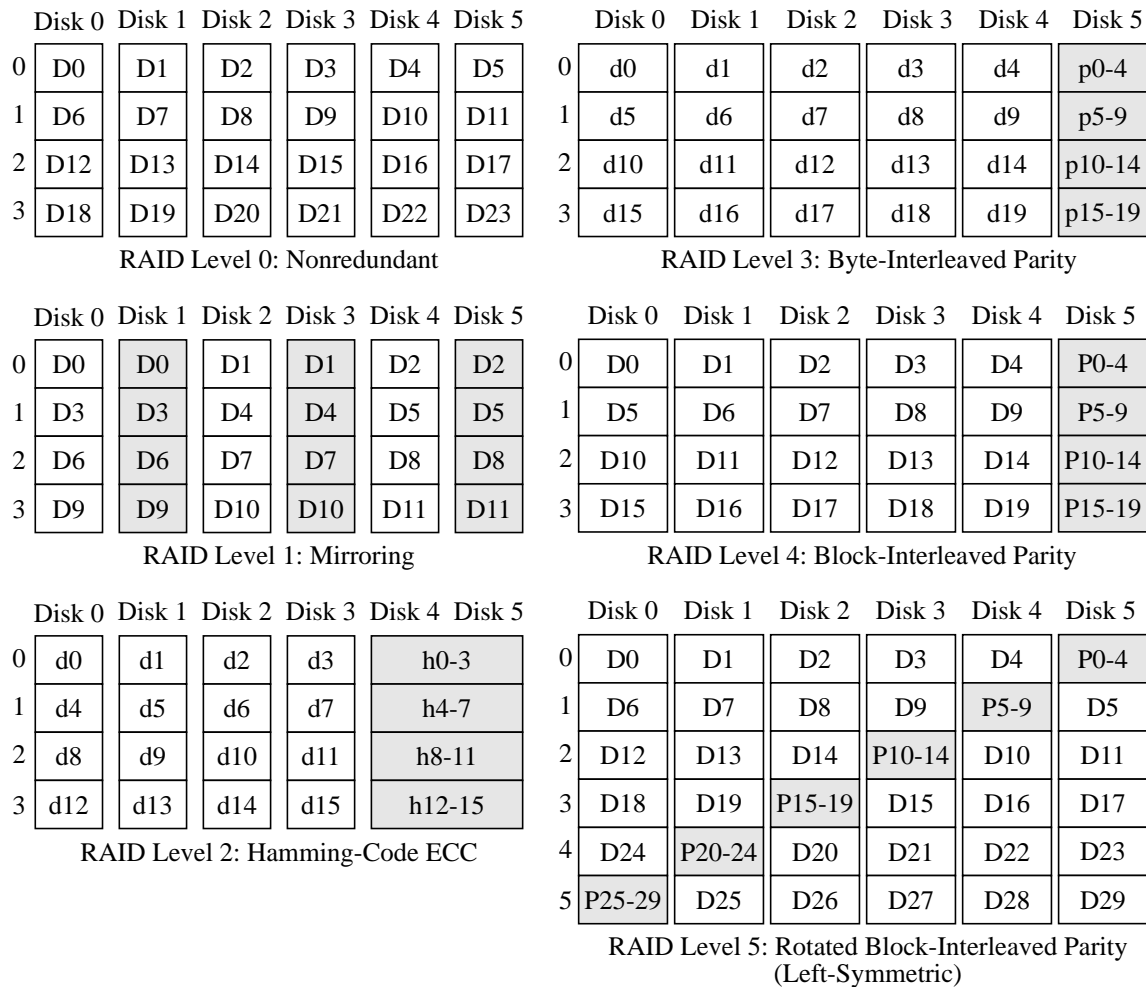 Disk 0 Disk 1 Disk 2 Disk 3 Disk 4 Disk 5
0 D0 D1 D2 D3 D4 D5
1 D6 D7 D8 D9 D10 D11
2 D12 D13 D14 D15 D16 D17
3 D18 D19 D20 D21 D22 D23
RAID Level 0: Nonredundant
Disk 0 Disk 1 Disk 2 Disk 3 Disk 4 Disk 5
0 D0 D0 D1 D1 D2 D2
1 D3 D3 D4 D4 D5 D5
2 D6 D6 D7 D7 D8 D8
3 D9 D9 D10 D10 D11 D11
RAID Level 1: Mirroring
Disk 0 Disk 1 Disk 2 Disk 3 Disk 4 Disk 5
0 d0 d1 d2 d3 h0-3
1 d4 d5 d6 d7 h4-7
2 d8 d9 d10 d11 h8-11
3 d12 d13 d14 d15 h12-15
RAID Level 2: Hamming-Code ECC
Disk 0 Disk 1 Disk 2 Disk 3 Disk 4 Disk 5
0 d0 d1 d2 d3 d4 p0-4
1 d5 d6 d7 d8 d9 p5-9
2 d10 d11 d12 d13 d14 p10-14
3 d15 d16 d17 d18 d19 p15-19
RAID Level 3: Byte-Interleaved Parity
Disk 0 Disk 1 Disk 2 Disk 3 Disk 4 Disk 5
0 D0 D1 D2 D3 D4 P0-4
1 D5 D6 D7 D8 D9 P5-9
2 D10 D11 D12 D13 D14 P10-14
3 D15 D16 D17 D18 D19 P15-19
RAID Level 4: Block-Interleaved Parity
Disk 0 Disk 1 Disk 2 Disk 3 Disk 4 Disk 5
0 D0 D1 D2 D3 D4 P0-4
1 D6 D7 D8 D9 P5-9 D5
2 D12 D13 D14 P10-14 D10 D11
3 D18 D19 P15-19 D15 D16 D17
4 D24 P20-24 D20 D21 D22 D23
5 P25-29 D25 D26 D27 D28 D29
RAID Level 5: Rotated Block-Interleaved Parity
(Left-Symmetric)